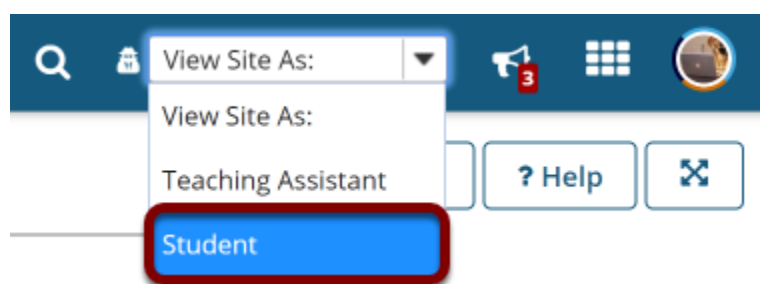 View Site As:
3
View Site As:
Teaching Assistant
? Help
Student